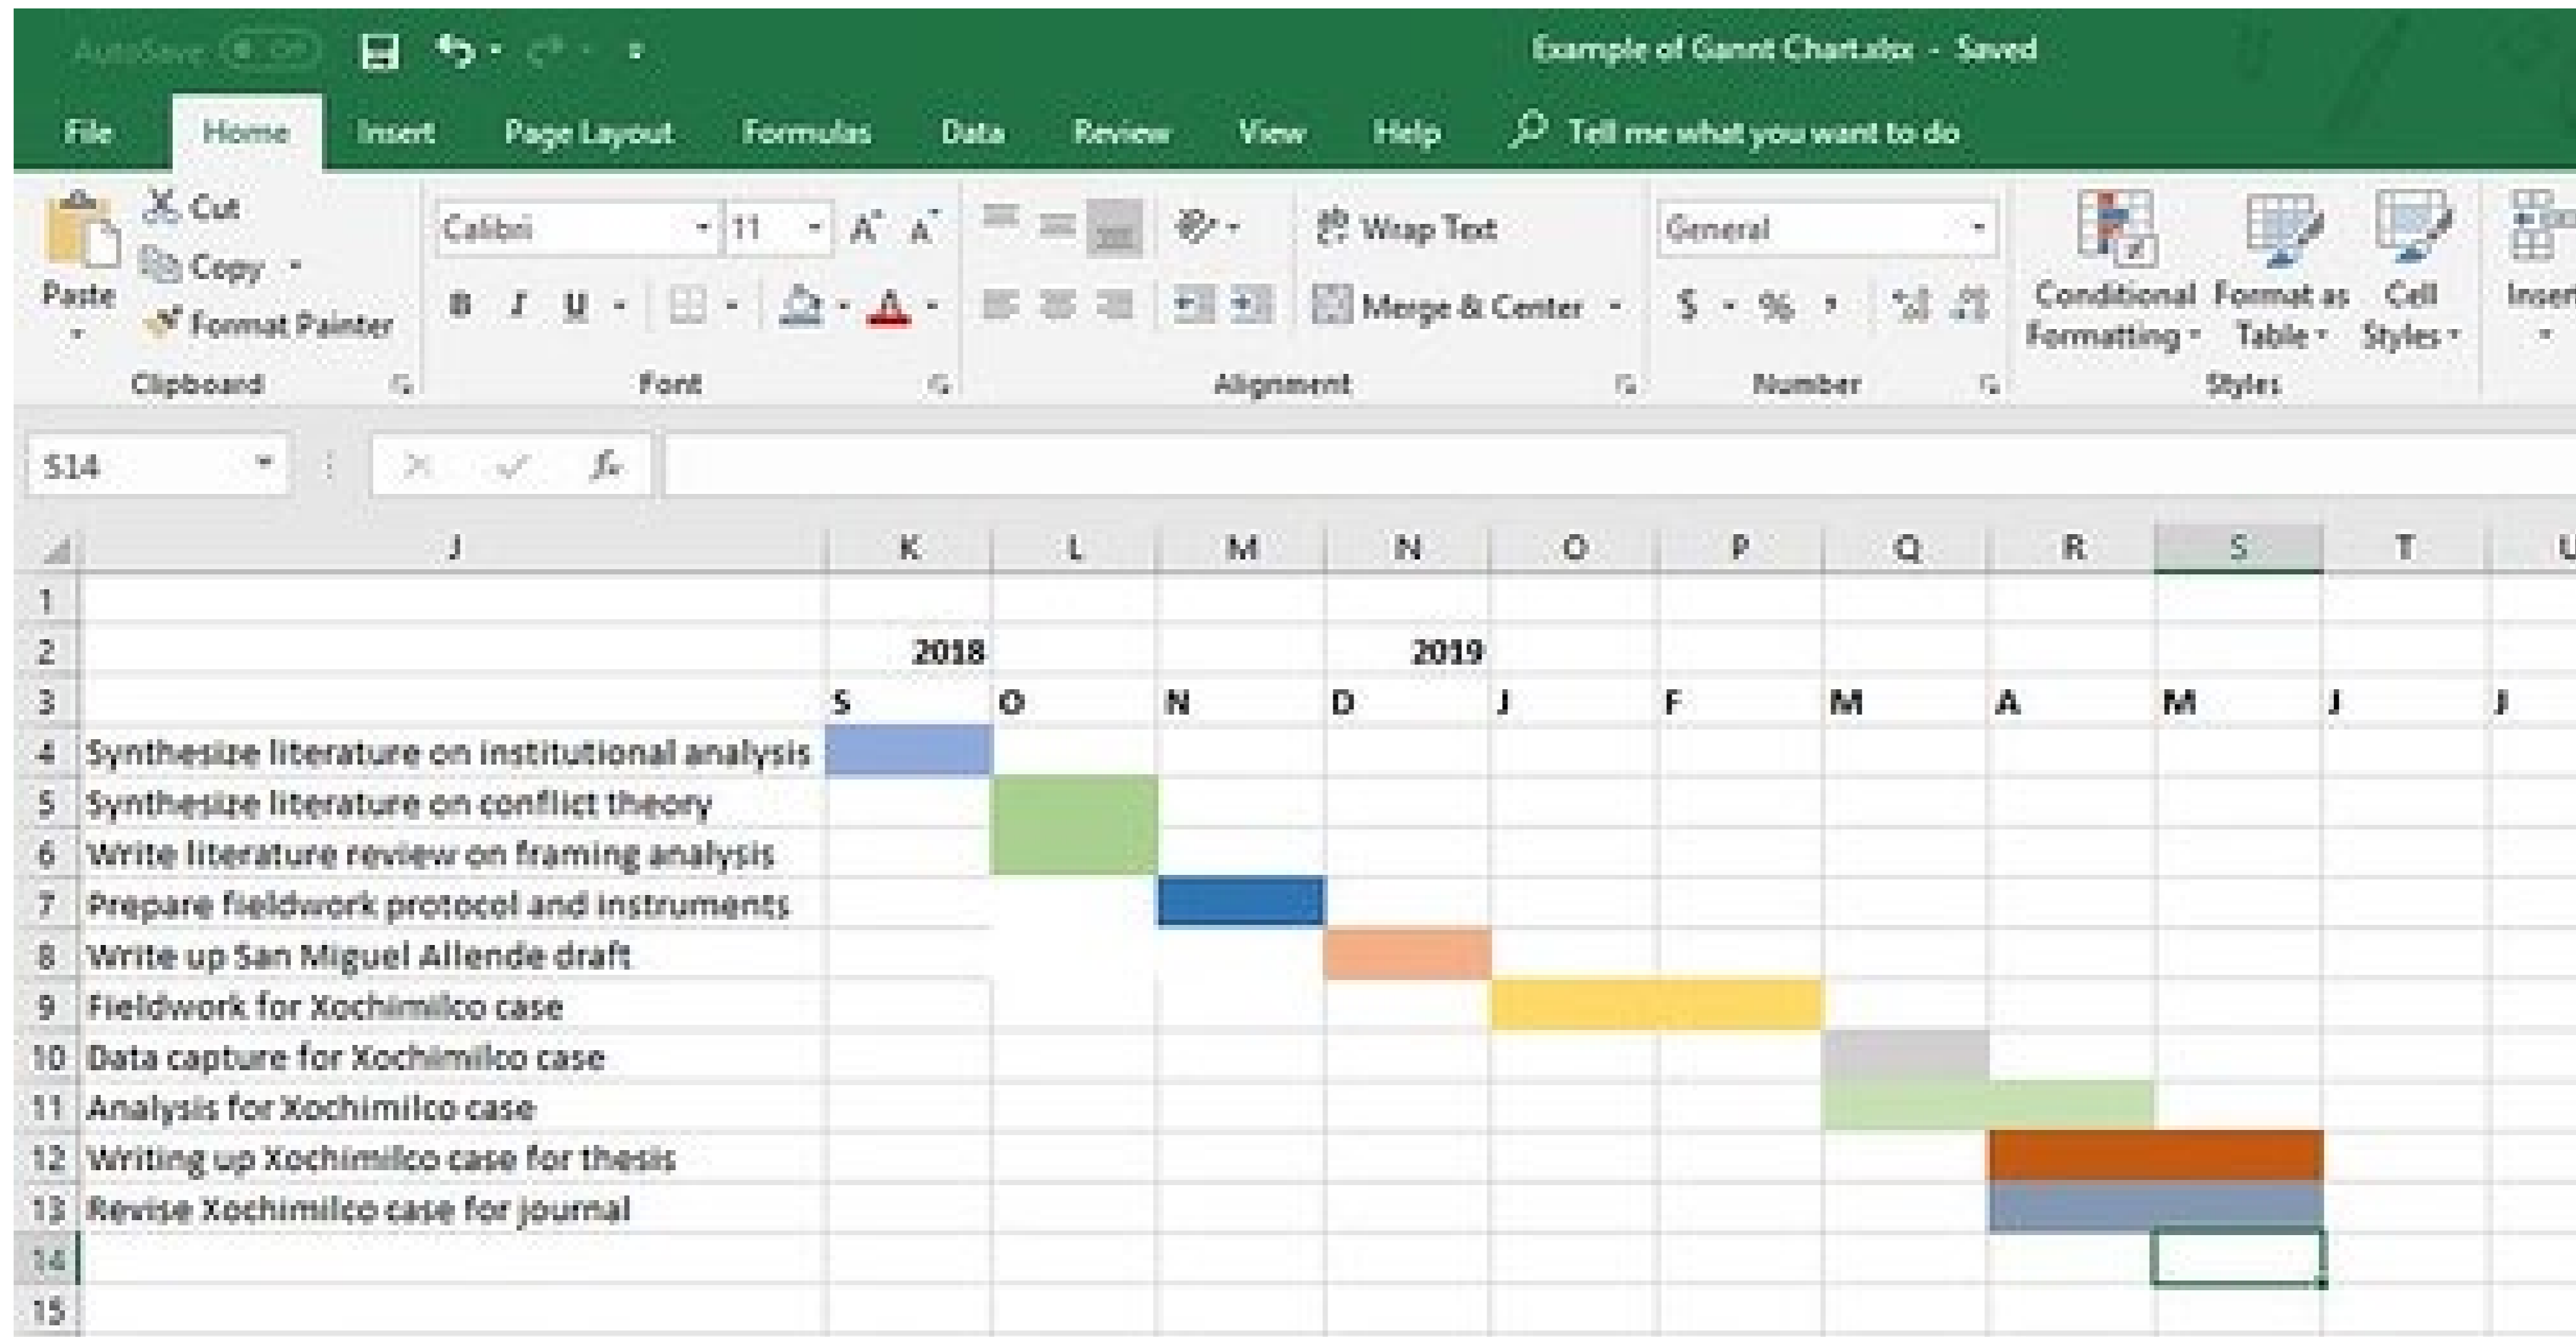 AutoSave Off
Example of Gannt Chart.xlsx - Saved
File Home Insert Page Layout Formulas Data Review View Help Tell me what you want to do
Paste
Cut
Copy
Format Painter
Clipboard
Calibri 11
B I U
Font
Wrap Text
Merge & Center
Alignment
General
$ % ,
Number
Conditional Formatting
Format as Table
Cell Styles
Styles
Insert
S14 fx
J K L M N O P Q R S T U
1
2 2018 2019
3 S O N D J F M A M J J
4 Synthesize literature on institutional analysis
5 Synthesize literature on conflict theory
6 Write literature review on framing analysis
7 Prepare fieldwork protocol and instruments
8 Write up San Miguel Allende draft
9 Fieldwork for Xochimilco case
10 Data capture for Xochimilco case
11 Analysis for Xochimilco case
12 Writing up Xochimilco case for thesis
13 Revise Xochimilco case for journal
14
15